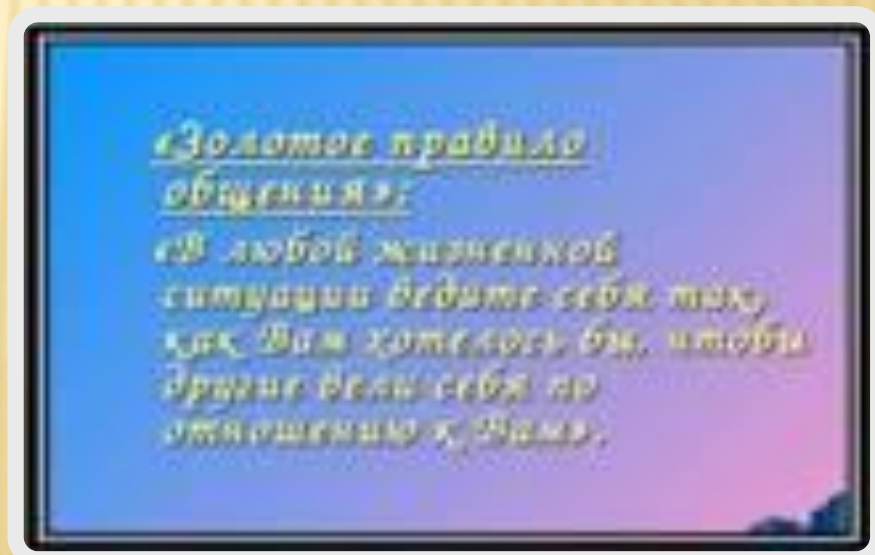 «Золотое правило
общения»:
«В любой жизненной
ситуации ведите себя так,
как Вам хотелось бы, чтобы
другие вели себя по
отношению к Вам».